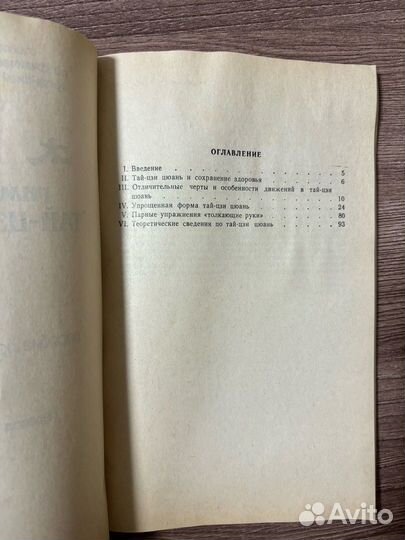 ОГЛАВЛЕНИЕ
I. Введение . . . . . . . . . . . 5
II. Тай-цзи цюань и сохранение здоровья . . . . 6
III. Отличительные черты и особенности движений в тай-цзи
цюань . . . . . . . . . . . 10
IV. Упрощенная форма тай-цзи цюань . . . . . 24
V. Парные упражнения «толкающие руки» . . . . 80
VI. Теоретические сведения по тай-цзи цюань . . . 93
Avito